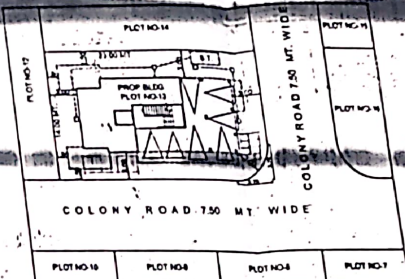 PLOT NO-14
PLOT NO-15
PLOT NO-17
S.T.
PROP BLDG.
PLOT NO-13
COLONY ROAD 7.50 MT. WIDE
PLOT NO-16
COLONY ROAD 7.50 MT WIDE
PLOT NO-10
PLOT NO-9
PLOT NO-8
PLOT NO-7